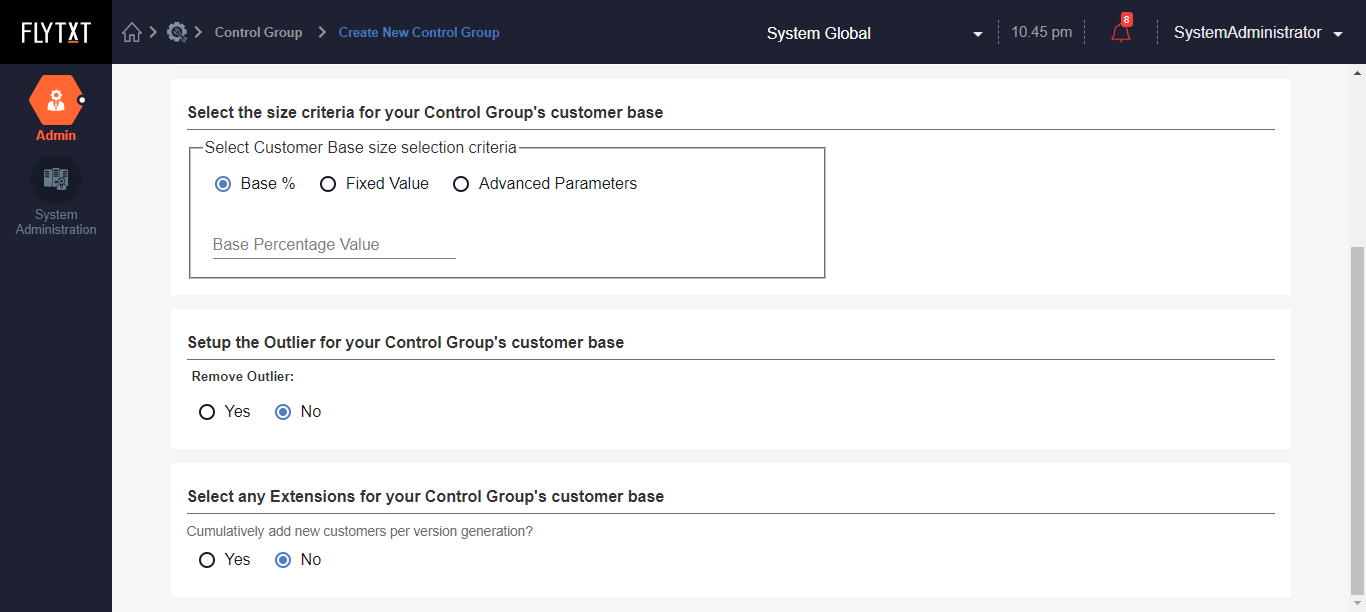 FLYTXT
Control Group
Create New Control Group
System Global
10.45 pm
8
SystemAdministrator
Admin
System
Administration
Select the size criteria for your Control Group's customer base
Select Customer Base size selection criteria
Base % Fixed Value Advanced Parameters
Base Percentage Value
Setup the Outlier for your Control Group's customer base
Remove Outlier:
Yes No
Select any Extensions for your Control Group's customer base
Cumulatively add new customers per version generation?
Yes No